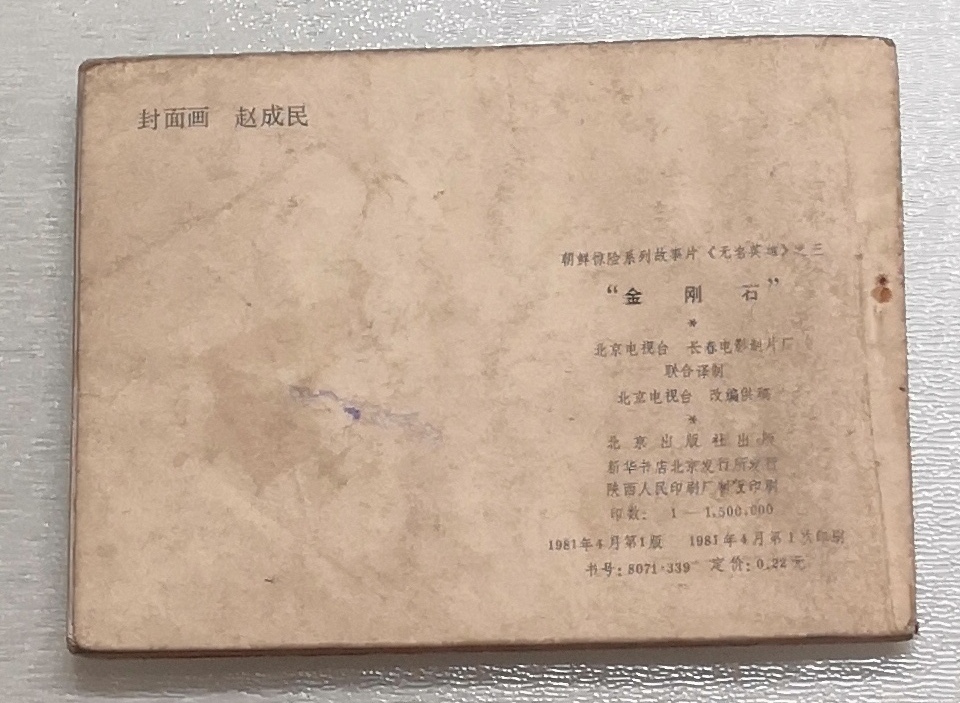 封面画 赵成民
朝鲜惊险系列故事片《无名英雄》之三
“金 刚 石”
*
北京电视台 长春电影制片厂
联合译制
北京电视台 改编供稿
*
北京出版社出版
新华书店北京发行所发行
陕西人民印刷厂制版印刷
印数： 1—1,500,000
1981年4月第1版 1981年4月第1次印刷
书号：8071·339 定价：0.22元